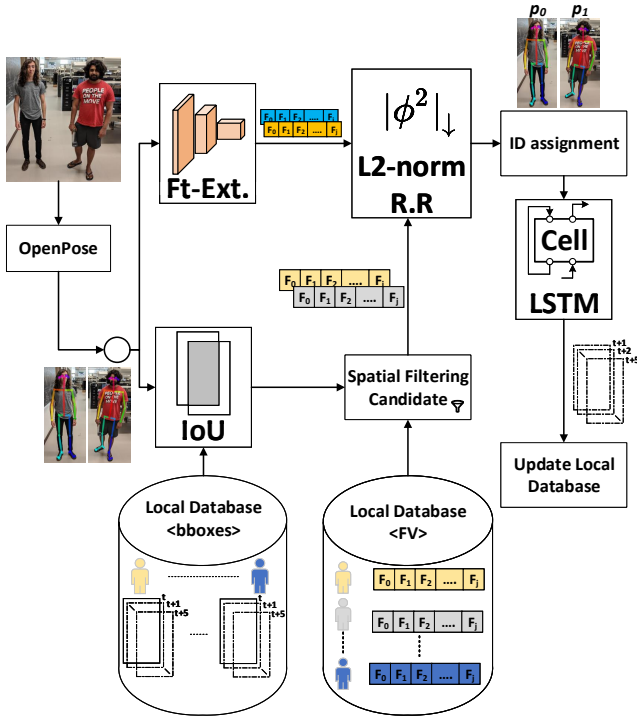 p0 p1
PEOPLE
ON THE
MOVE
F0 F1 F2 .... Fj
F0 F1 F2 .... Fj
|ϕ²|↓
L2-norm
R.R
ID assignment
Ft-Ext.
OpenPose
Cell
LSTM
F0 F1 F2 .... Fj
F0 F1 F2 .... Fj
t+1
t+2
t+5
IoU
Spatial Filtering
Candidate
Update Local
Database
Local Database
<bboxes>
t
t+1
t+5
.....
t
t+1
t+5
Local Database
<FV>
F0 F1 F2 .... Fj
F0 F1 F2 .... Fj
F0 F1 F2 .... Fj